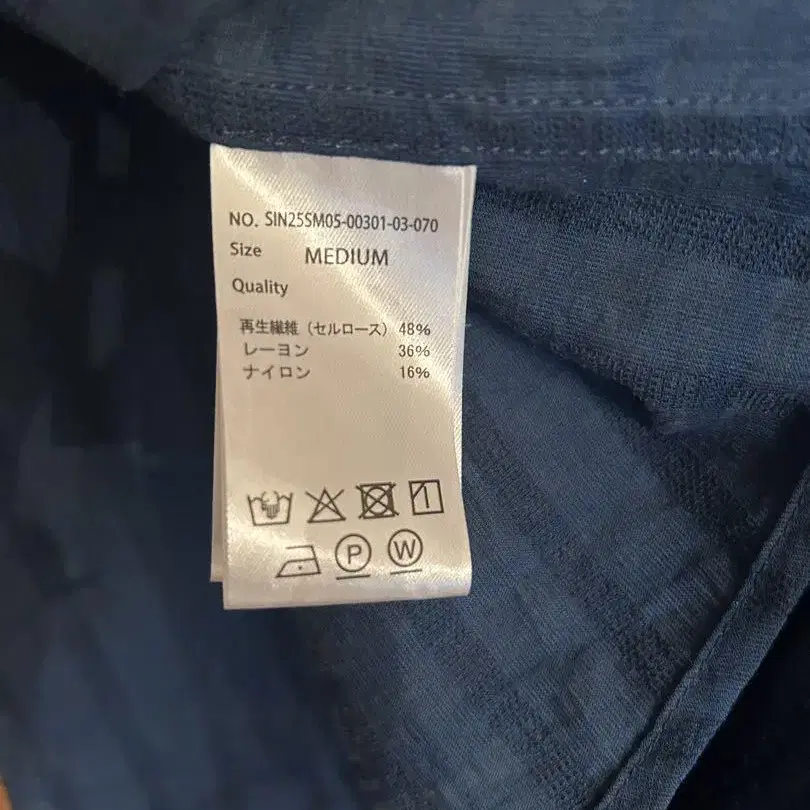 NO. SIN25SM05-00301-03-070
Size MEDIUM
Quality
再生繊維（セルロース） 48%
レーヨン 36%
ナイロン 16%
P W